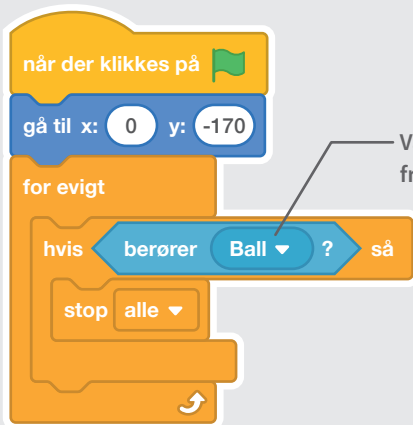 når der klikkes på
gå til x: 0 y: -170
for evigt
hvis berører Ball ? så
stop alle